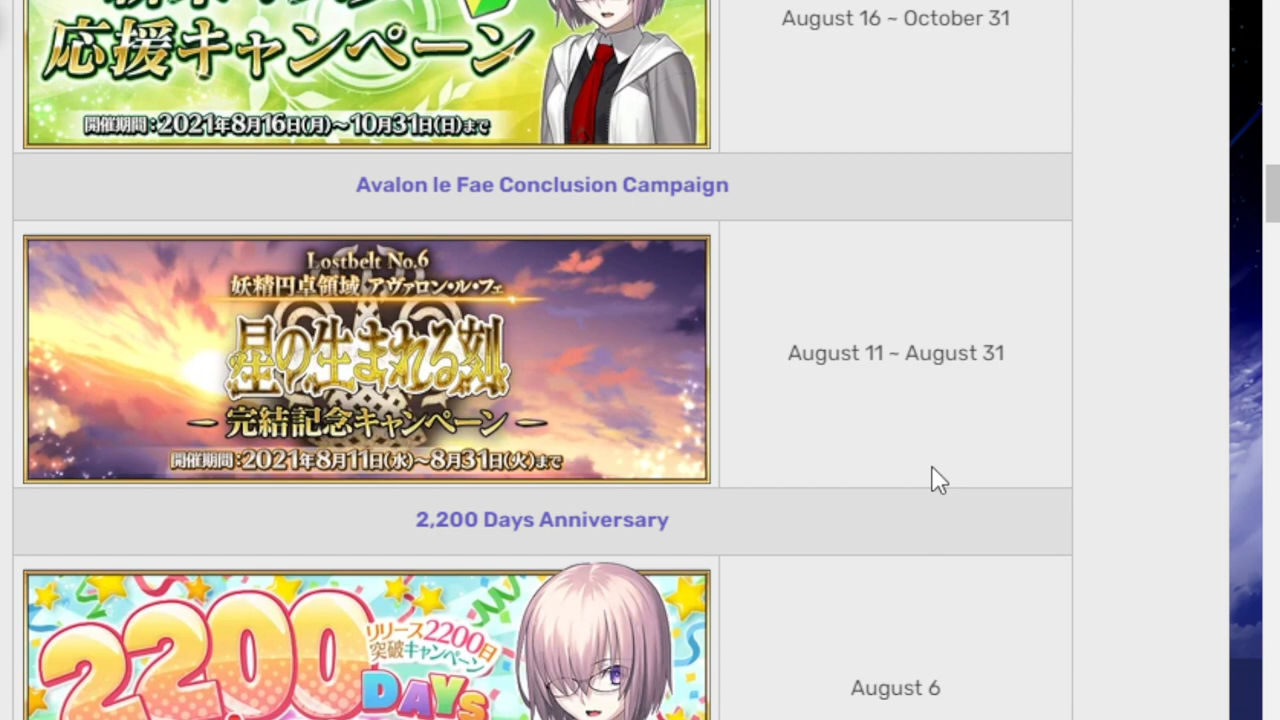 応援キャンペーン
August 16 ~ October 31
開催期間:2021年8月16日(月)~10月31日(日)まで
Avalon le Fae Conclusion Campaign
Lostbelt No.6
妖精円卓領域 アヴァロン・ル・フェ
星の生まれる刻
August 11 ~ August 31
— 完結記念キャンペーン —
開催期間:2021年8月11日(水)~8月31日(火)まで
2,200 Days Anniversary
2200
リリース2200日
突破キャンペーン
DAYS
August 6